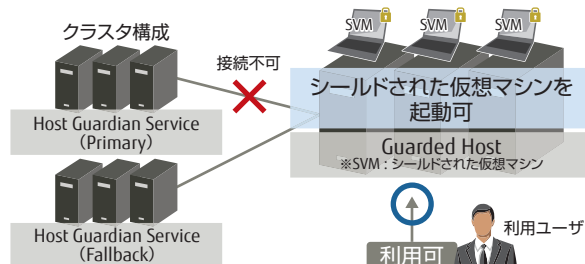 クラスタ構成
Host Guardian Service
（Primary）
接続不可
SVM
SVM
SVM
シールドされた仮想マシンを
起動可
Guarded Host
※SVM：シールドされた仮想マシン
Host Guardian Service
（Fallback）
利用可
利用ユーザ